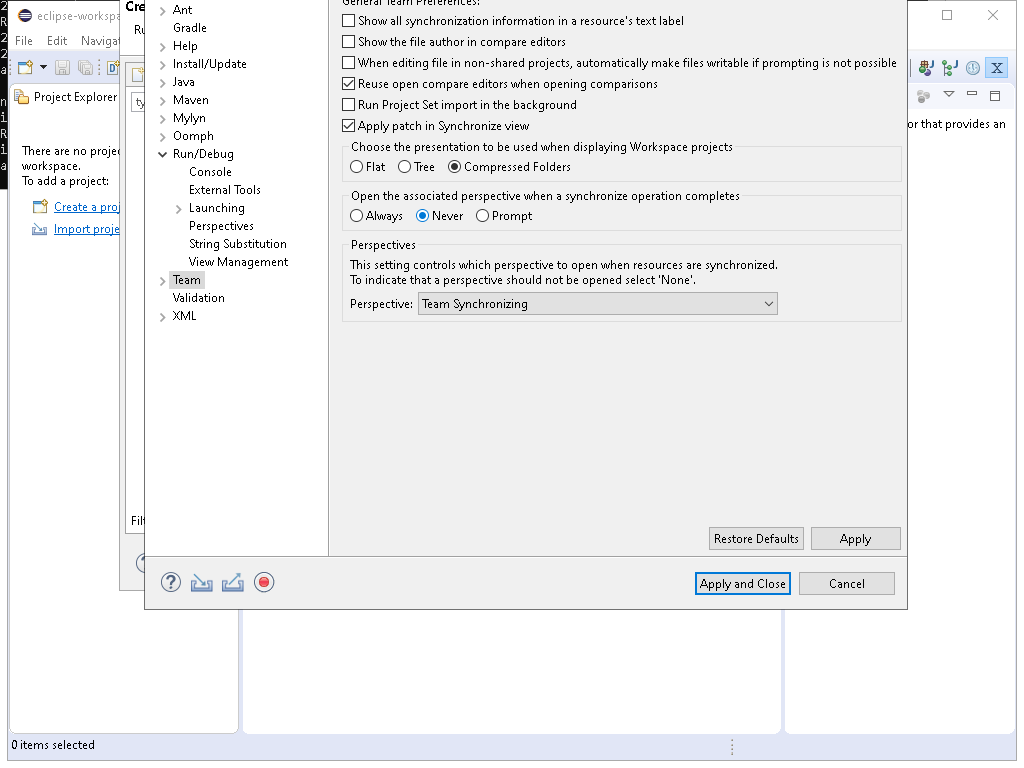 eclipse-workspa
File Edit Navigat
Project Explorer
There are no projec
workspace.
To add a project:
Create a proj
Import proje
Cre
Ru
ty
Filt
Ant
Gradle
Help
Install/Update
Java
Maven
Mylyn
Oomph
Run/Debug
Console
External Tools
Launching
Perspectives
String Substitution
View Management
Team
Validation
XML
General Team Preferences:
Show all synchronization information in a resource's text label
Show the file author in compare editors
When editing file in non-shared projects, automatically make files writable if prompting is not possible
Reuse open compare editors when opening comparisons
Run Project Set import in the background
Apply patch in Synchronize view
Choose the presentation to be used when displaying Workspace projects
Flat Tree Compressed Folders
Open the associated perspective when a synchronize operation completes
Always Never Prompt
Perspectives
This setting controls which perspective to open when resources are synchronized.
To indicate that a perspective should not be opened select 'None'.
Perspective: Team Synchronizing
Restore Defaults Apply
Apply and Close Cancel
or that provides an
0 items selected